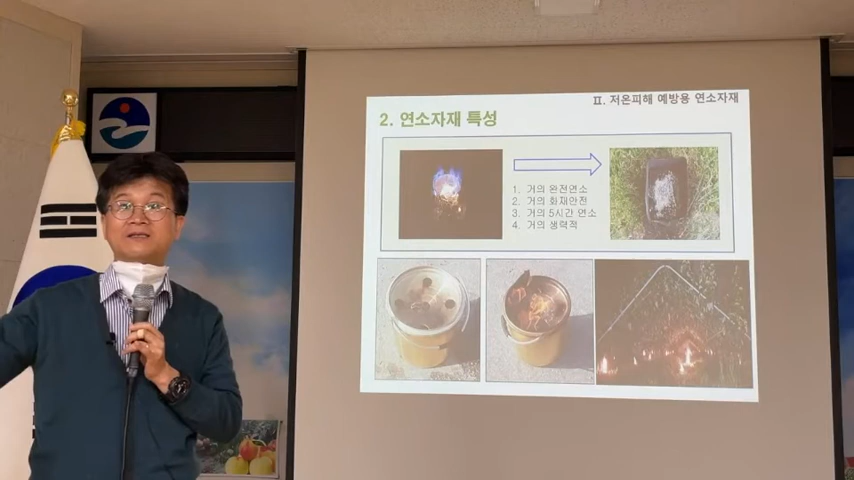 Ⅱ. 저온피해 예방용 연소자재
2. 연소자재 특성
1. 거의 완전연소
2. 거의 화재안전
3. 거의 5시간 연소
4. 거의 생력적